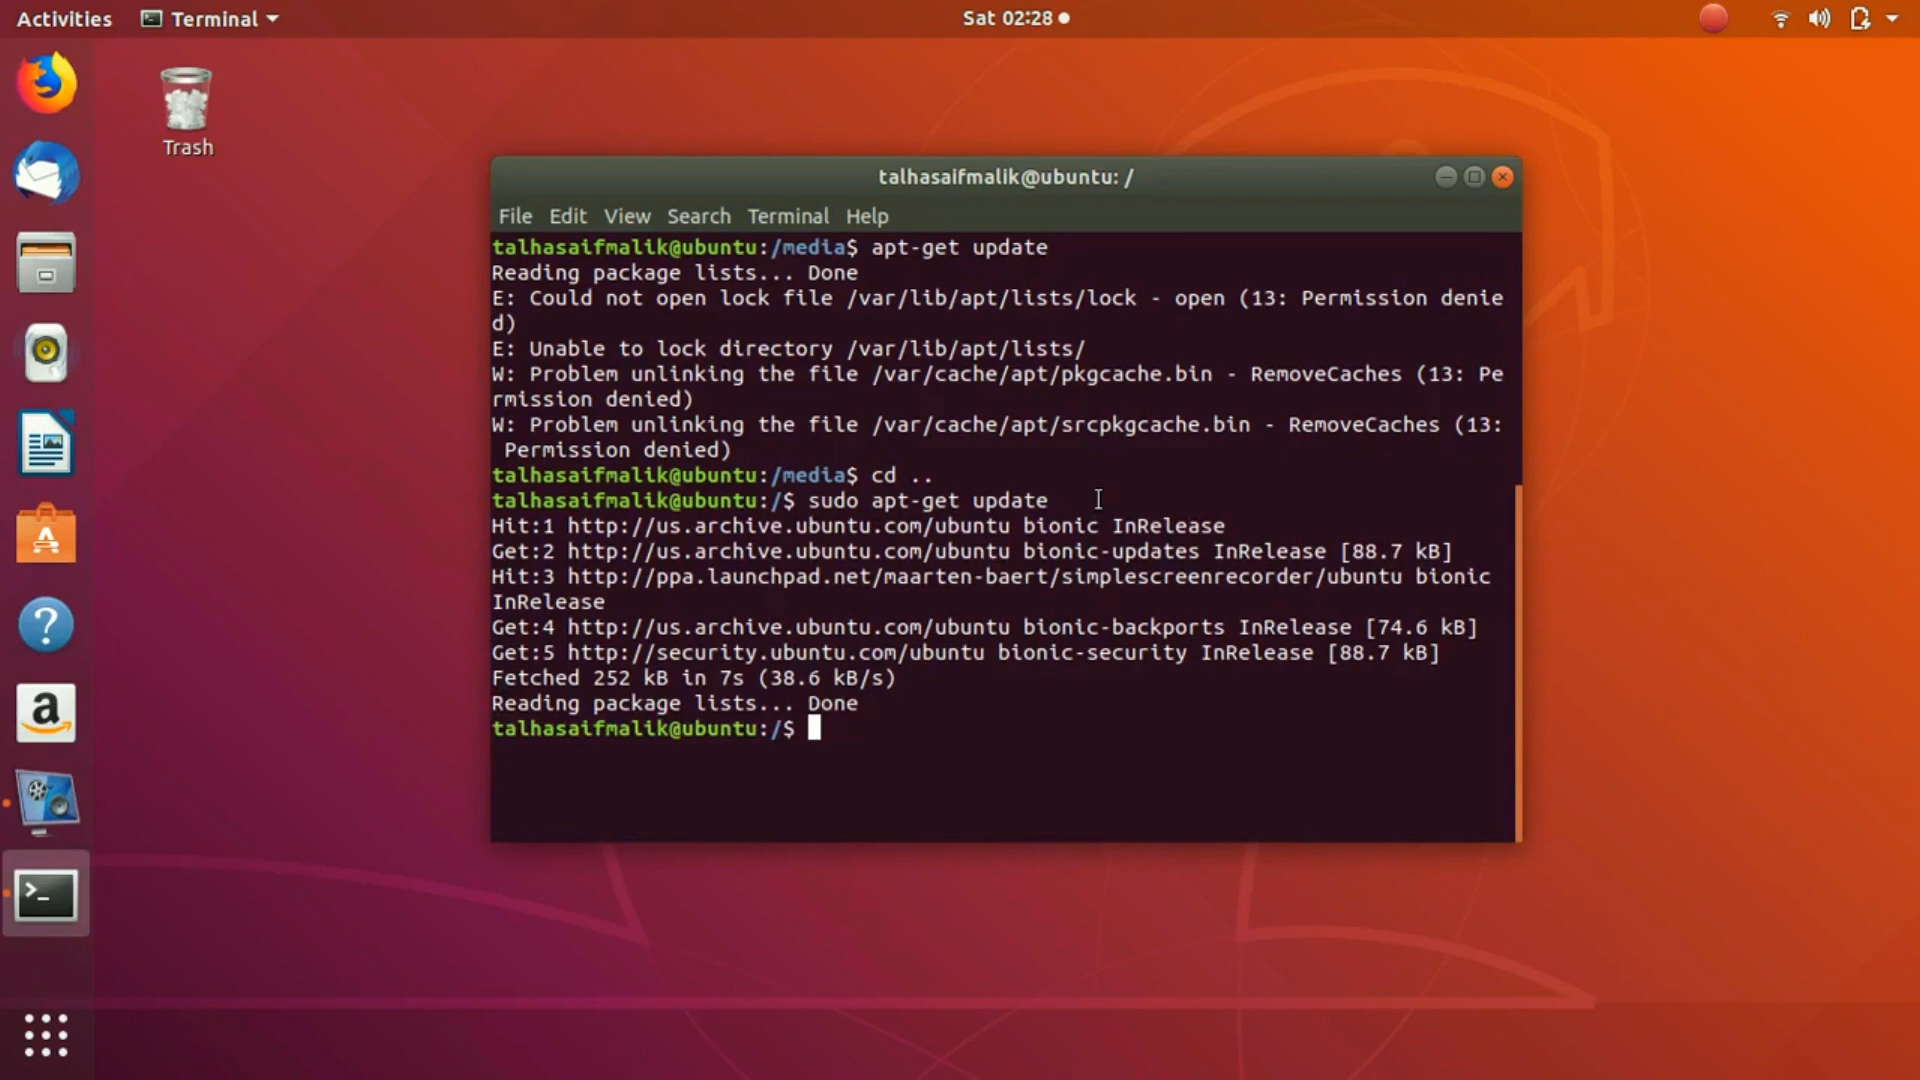 Activities Terminal Sat 02:28
Trash
talhasaifmalik@ubuntu: /
File Edit View Search Terminal Help
talhasaifmalik@ubuntu:/media$ apt-get update
Reading package lists... Done
E: Could not open lock file /var/lib/apt/lists/lock - open (13: Permission denie
d)
E: Unable to lock directory /var/lib/apt/lists/
W: Problem unlinking the file /var/cache/apt/pkgcache.bin - RemoveCaches (13: Pe
rmission denied)
W: Problem unlinking the file /var/cache/apt/srcpkgcache.bin - RemoveCaches (13:
 Permission denied)
talhasaifmalik@ubuntu:/media$ cd ..
talhasaifmalik@ubuntu:/$ sudo apt-get update
Hit:1 http://us.archive.ubuntu.com/ubuntu bionic InRelease
Get:2 http://us.archive.ubuntu.com/ubuntu bionic-updates InRelease [88.7 kB]
Hit:3 http://ppa.launchpad.net/maarten-baert/simplescreenrecorder/ubuntu bionic
InRelease
Get:4 http://us.archive.ubuntu.com/ubuntu bionic-backports InRelease [74.6 kB]
Get:5 http://security.ubuntu.com/ubuntu bionic-security InRelease [88.7 kB]
Fetched 252 kB in 7s (38.6 kB/s)
Reading package lists... Done
talhasaifmalik@ubuntu:/$